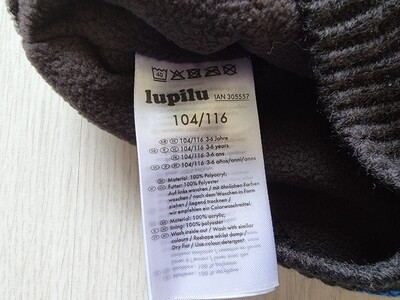 40
lupilu IAN 305557
104/116
104/116 3-6 Jahre
104/116 3-6 years
104/116 3-6 ans
104/116 3-6 años/anni/anos
Material: 100% Polyacryl;
Futter: 100% Polyester
Auf links waschen / mit ähnlichen Farben
waschen / nach dem Waschen in Form
ziehen / liegend trocknen /
wir empfehlen ein Colorwaschmittel.
Material: 100% acrylic;
lining: 100% polyester
Wash inside out / Wash with similar
colours / Reshape whilst damp /
Dry flat / Use colour detergent.